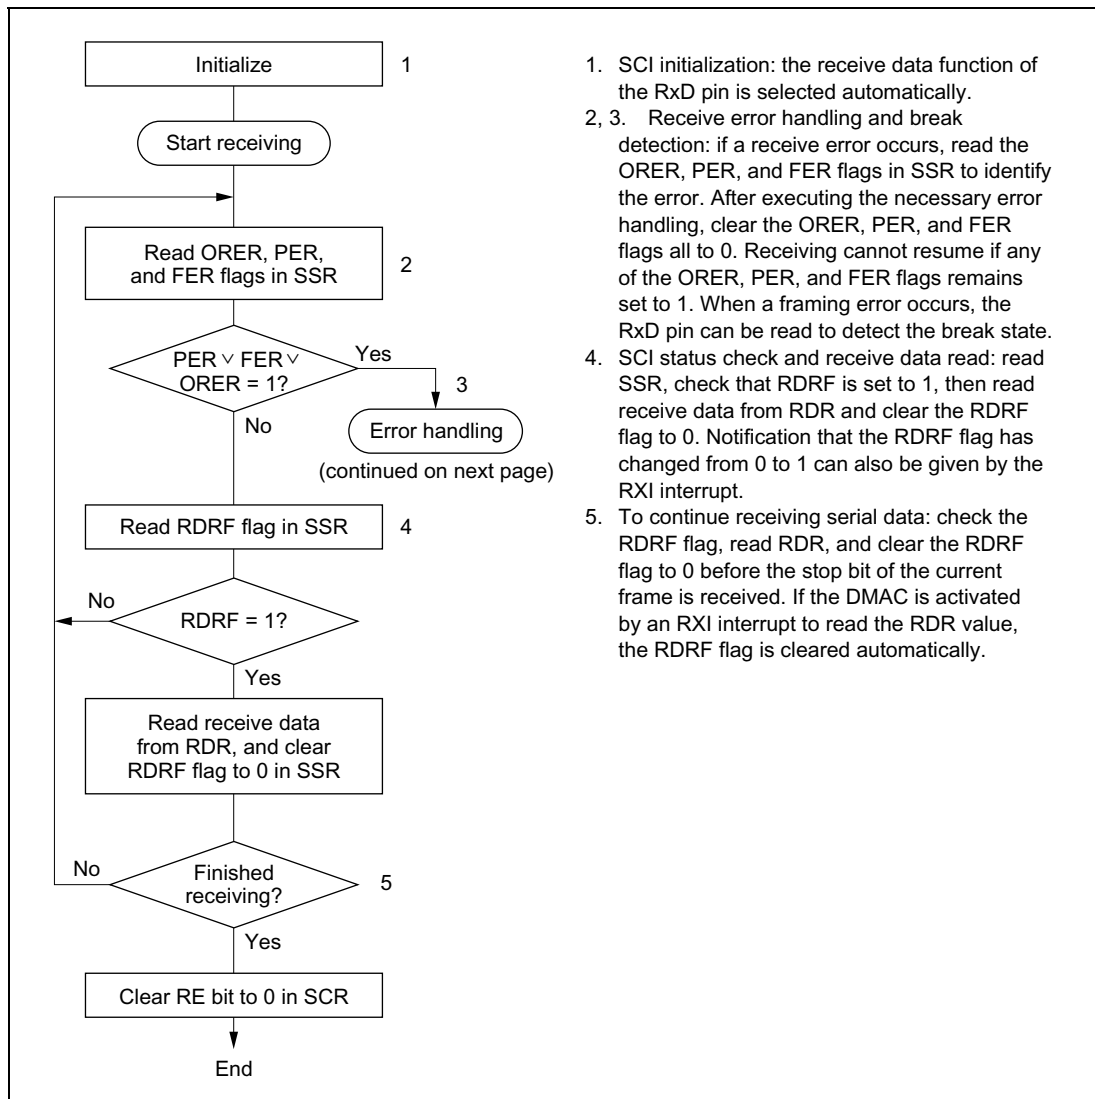 Initialize
1
Start receiving
Read ORER, PER,
and FER flags in SSR
2
PER ∨ FER ∨
ORER = 1?
Yes
3
No
Error handling
(continued on next page)
Read RDRF flag in SSR
4
No
RDRF = 1?
Yes
Read receive data
from RDR, and clear
RDRF flag to 0 in SSR
No
Finished
receiving?
5
Yes
Clear RE bit to 0 in SCR
End
1. SCI initialization: the receive data function of
the RxD pin is selected automatically.
2, 3. Receive error handling and break
detection: if a receive error occurs, read the
ORER, PER, and FER flags in SSR to identify
the error. After executing the necessary error
handling, clear the ORER, PER, and FER
flags all to 0. Receiving cannot resume if any
of the ORER, PER, and FER flags remains
set to 1. When a framing error occurs, the
RxD pin can be read to detect the break state.
4. SCI status check and receive data read: read
SSR, check that RDRF is set to 1, then read
receive data from RDR and clear the RDRF
flag to 0. Notification that the RDRF flag has
changed from 0 to 1 can also be given by the
RXI interrupt.
5. To continue receiving serial data: check the
RDRF flag, read RDR, and clear the RDRF
flag to 0 before the stop bit of the current
frame is received. If the DMAC is activated
by an RXI interrupt to read the RDR value,
the RDRF flag is cleared automatically.